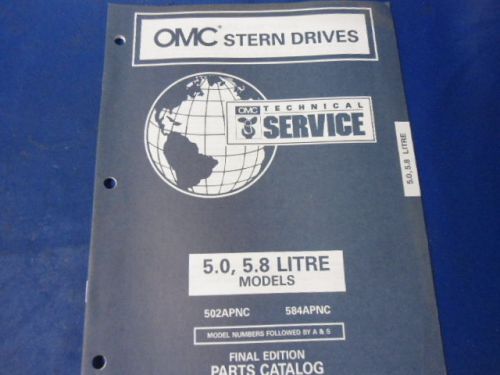 OMC® STERN DRIVES
OMC TECHNICAL
SERVICE
5.0, 5.8 LITRE
5.0, 5.8 LITRE
MODELS
502APNC 584APNC
MODEL NUMBERS FOLLOWED BY A & S
FINAL EDITION
PARTS CATALOG